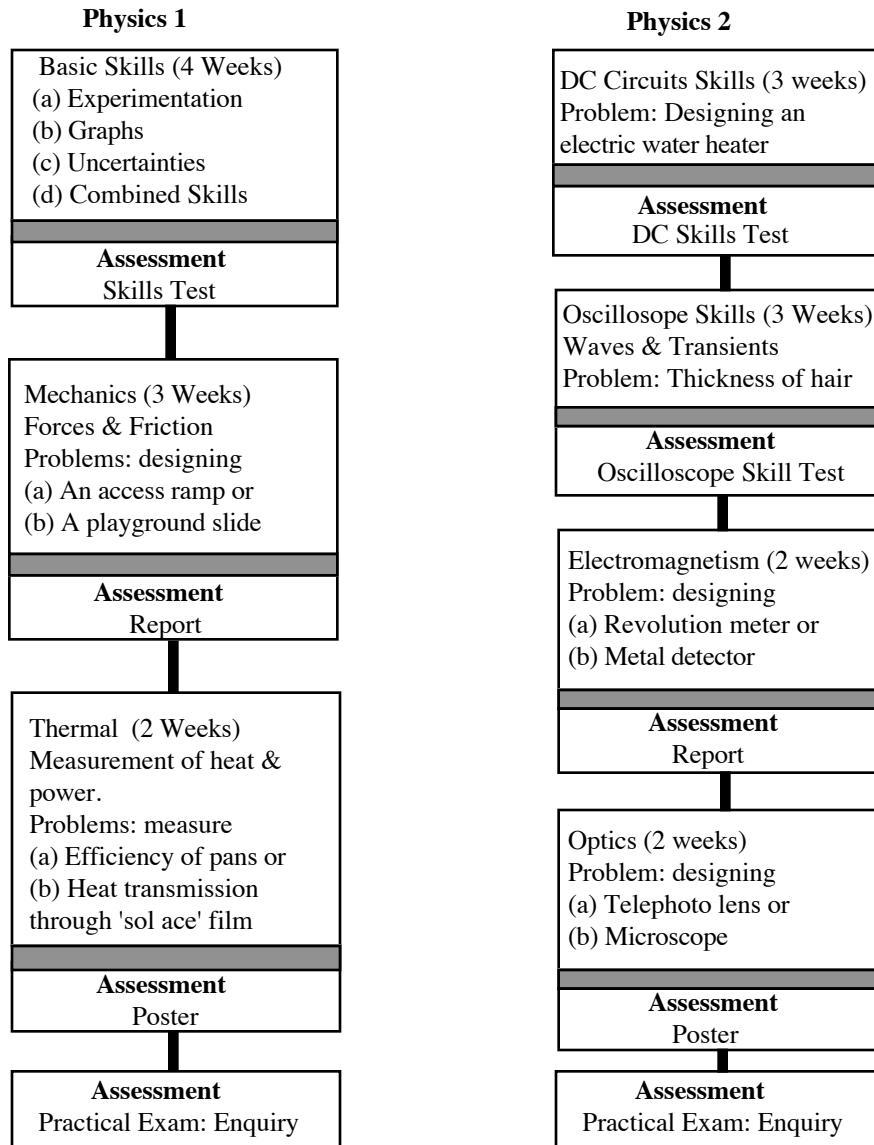 Physics 1
Basic Skills (4 Weeks)
(a) Experimentation
(b) Graphs
(c) Uncertainties
(d) Combined Skills
Assessment
Skills Test
Mechanics (3 Weeks)
Forces & Friction
Problems: designing
(a) An access ramp or
(b) A playground slide
Assessment
Report
Thermal (2 Weeks)
Measurement of heat &
power.
Problems: measure
(a) Efficiency of pans or
(b) Heat transmission
through 'sol ace' film
Assessment
Poster
Assessment
Practical Exam: Enquiry
Physics 2
DC Circuits Skills (3 weeks)
Problem: Designing an
electric water heater
Assessment
DC Skills Test
Oscillosope Skills (3 Weeks)
Waves & Transients
Problem: Thickness of hair
Assessment
Oscilloscope Skill Test
Electromagnetism (2 weeks)
Problem: designing
(a) Revolution meter or
(b) Metal detector
Assessment
Report
Optics (2 weeks)
Problem: designing
(a) Telephoto lens or
(b) Microscope
Assessment
Poster
Assessment
Practical Exam: Enquiry